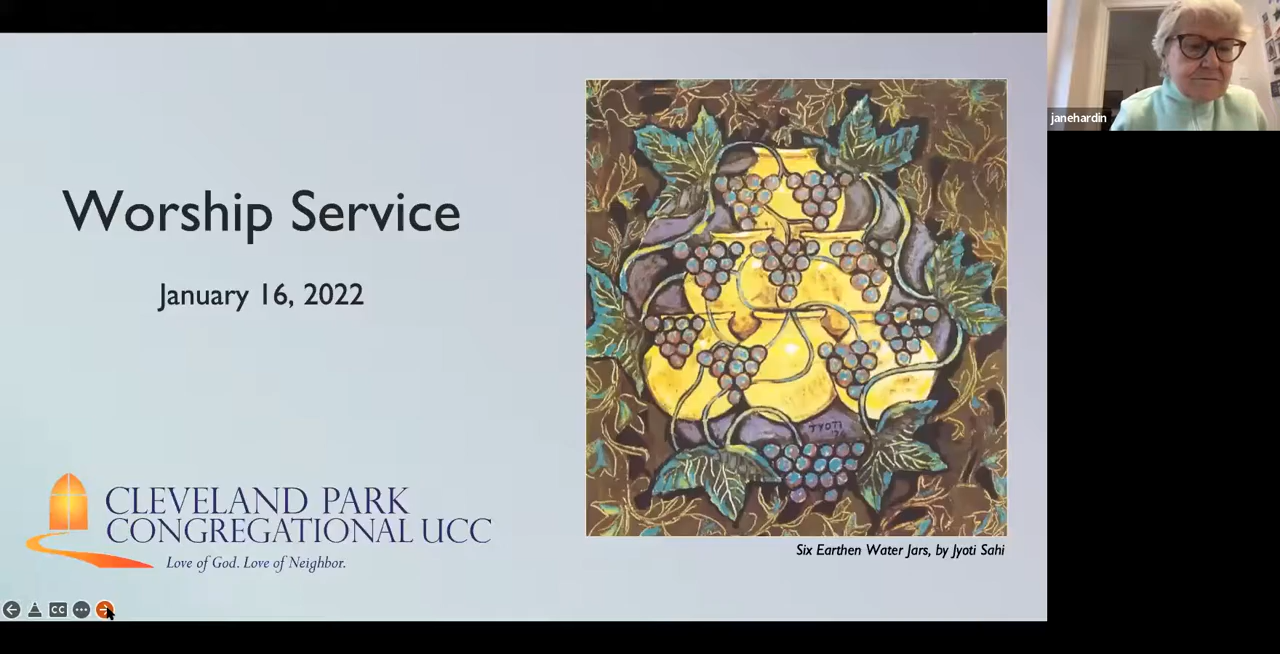 Worship Service
January 16, 2022
CLEVELAND PARK
CONGREGATIONAL UCC
Love of God. Love of Neighbor.
JYOTI
Six Earthen Water Jars, by Jyoti Sahi
CC
janehardin